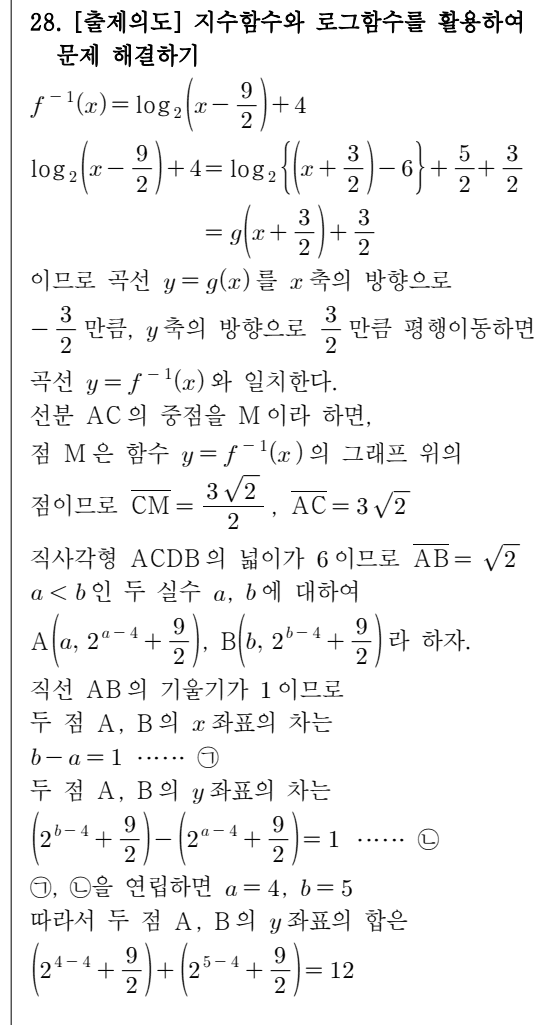 28. [출제의도] 지수함수와 로그함수를 활용하여
문제 해결하기
f⁻¹(x) = log₂(x − 9/2) + 4
log₂(x − 9/2) + 4 = log₂{(x + 3/2) − 6} + 5/2 + 3/2
= g(x + 3/2) + 3/2
이므로 곡선 y = g(x)를 x축의 방향으로
− 3/2 만큼, y축의 방향으로 3/2 만큼 평행이동하면
곡선 y = f⁻¹(x)와 일치한다.
선분 AC의 중점을 M이라 하면,
점 M은 함수 y = f⁻¹(x)의 그래프 위의
점이므로 C̅M̅ = 3√2/2, A̅C̅ = 3√2
직사각형 ACDB의 넓이가 6이므로 A̅B̅ = √2
a < b인 두 실수 a, b에 대하여
A(a, 2^{a−4} + 9/2), B(b, 2^{b−4} + 9/2)라 하자.
직선 AB의 기울기가 1이므로
두 점 A, B의 x좌표의 차는
b − a = 1 ⋯⋯ ㉠
두 점 A, B의 y좌표의 차는
(2^{b−4} + 9/2) − (2^{a−4} + 9/2) = 1 ⋯⋯ ㉡
㉠, ㉡을 연립하면 a = 4, b = 5
따라서 두 점 A, B의 y좌표의 합은
(2^{4−4} + 9/2) + (2^{5−4} + 9/2) = 12